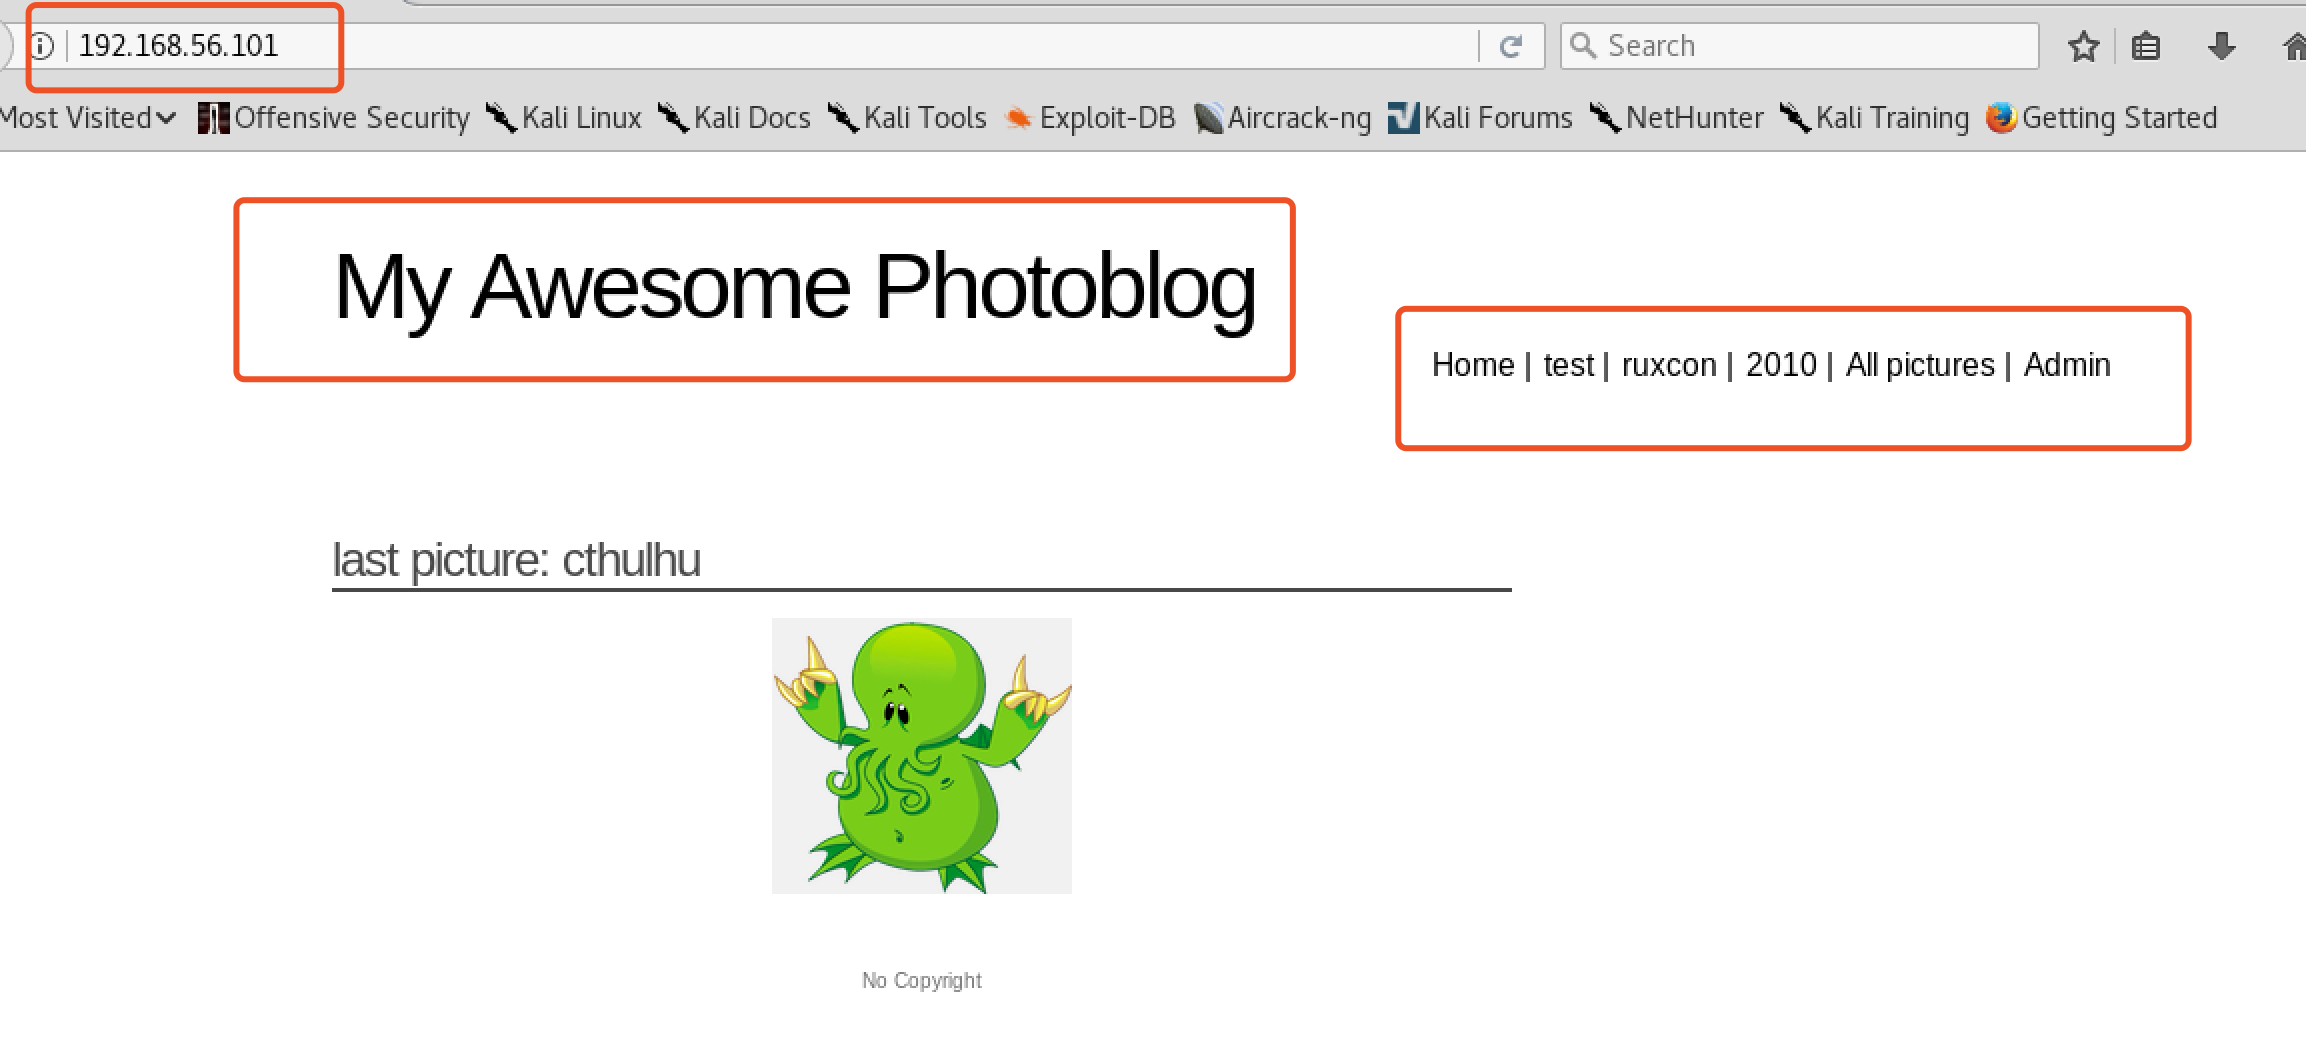 192.168.56.101 Search
Most Visited Offensive Security Kali Linux Kali Docs Kali Tools Exploit-DB Aircrack-ng Kali Forums NetHunter Kali Training Getting Started
My Awesome Photoblog
Home | test | ruxcon | 2010 | All pictures | Admin
last picture: cthulhu
No Copyright